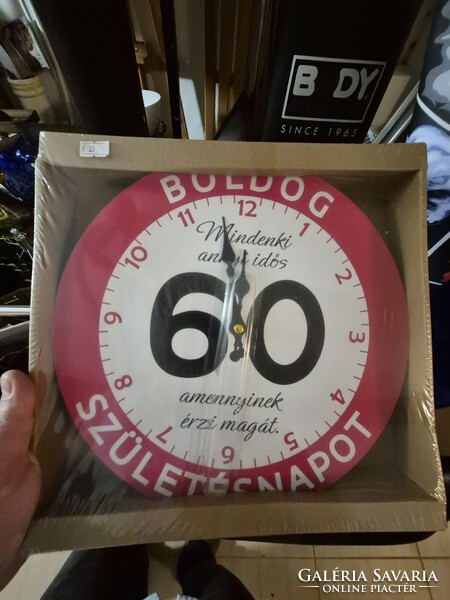 B DY.
SINCE 1965
BOLDOG
12
1
2
3
4
5
6
7
8
9
10
11
Mindenki
annyi idős
60
amennyinek
érzi magát.
SZÜLETÉSNAPOT
GALÉRIA SAVARIA
ONLINE PIACTÉR